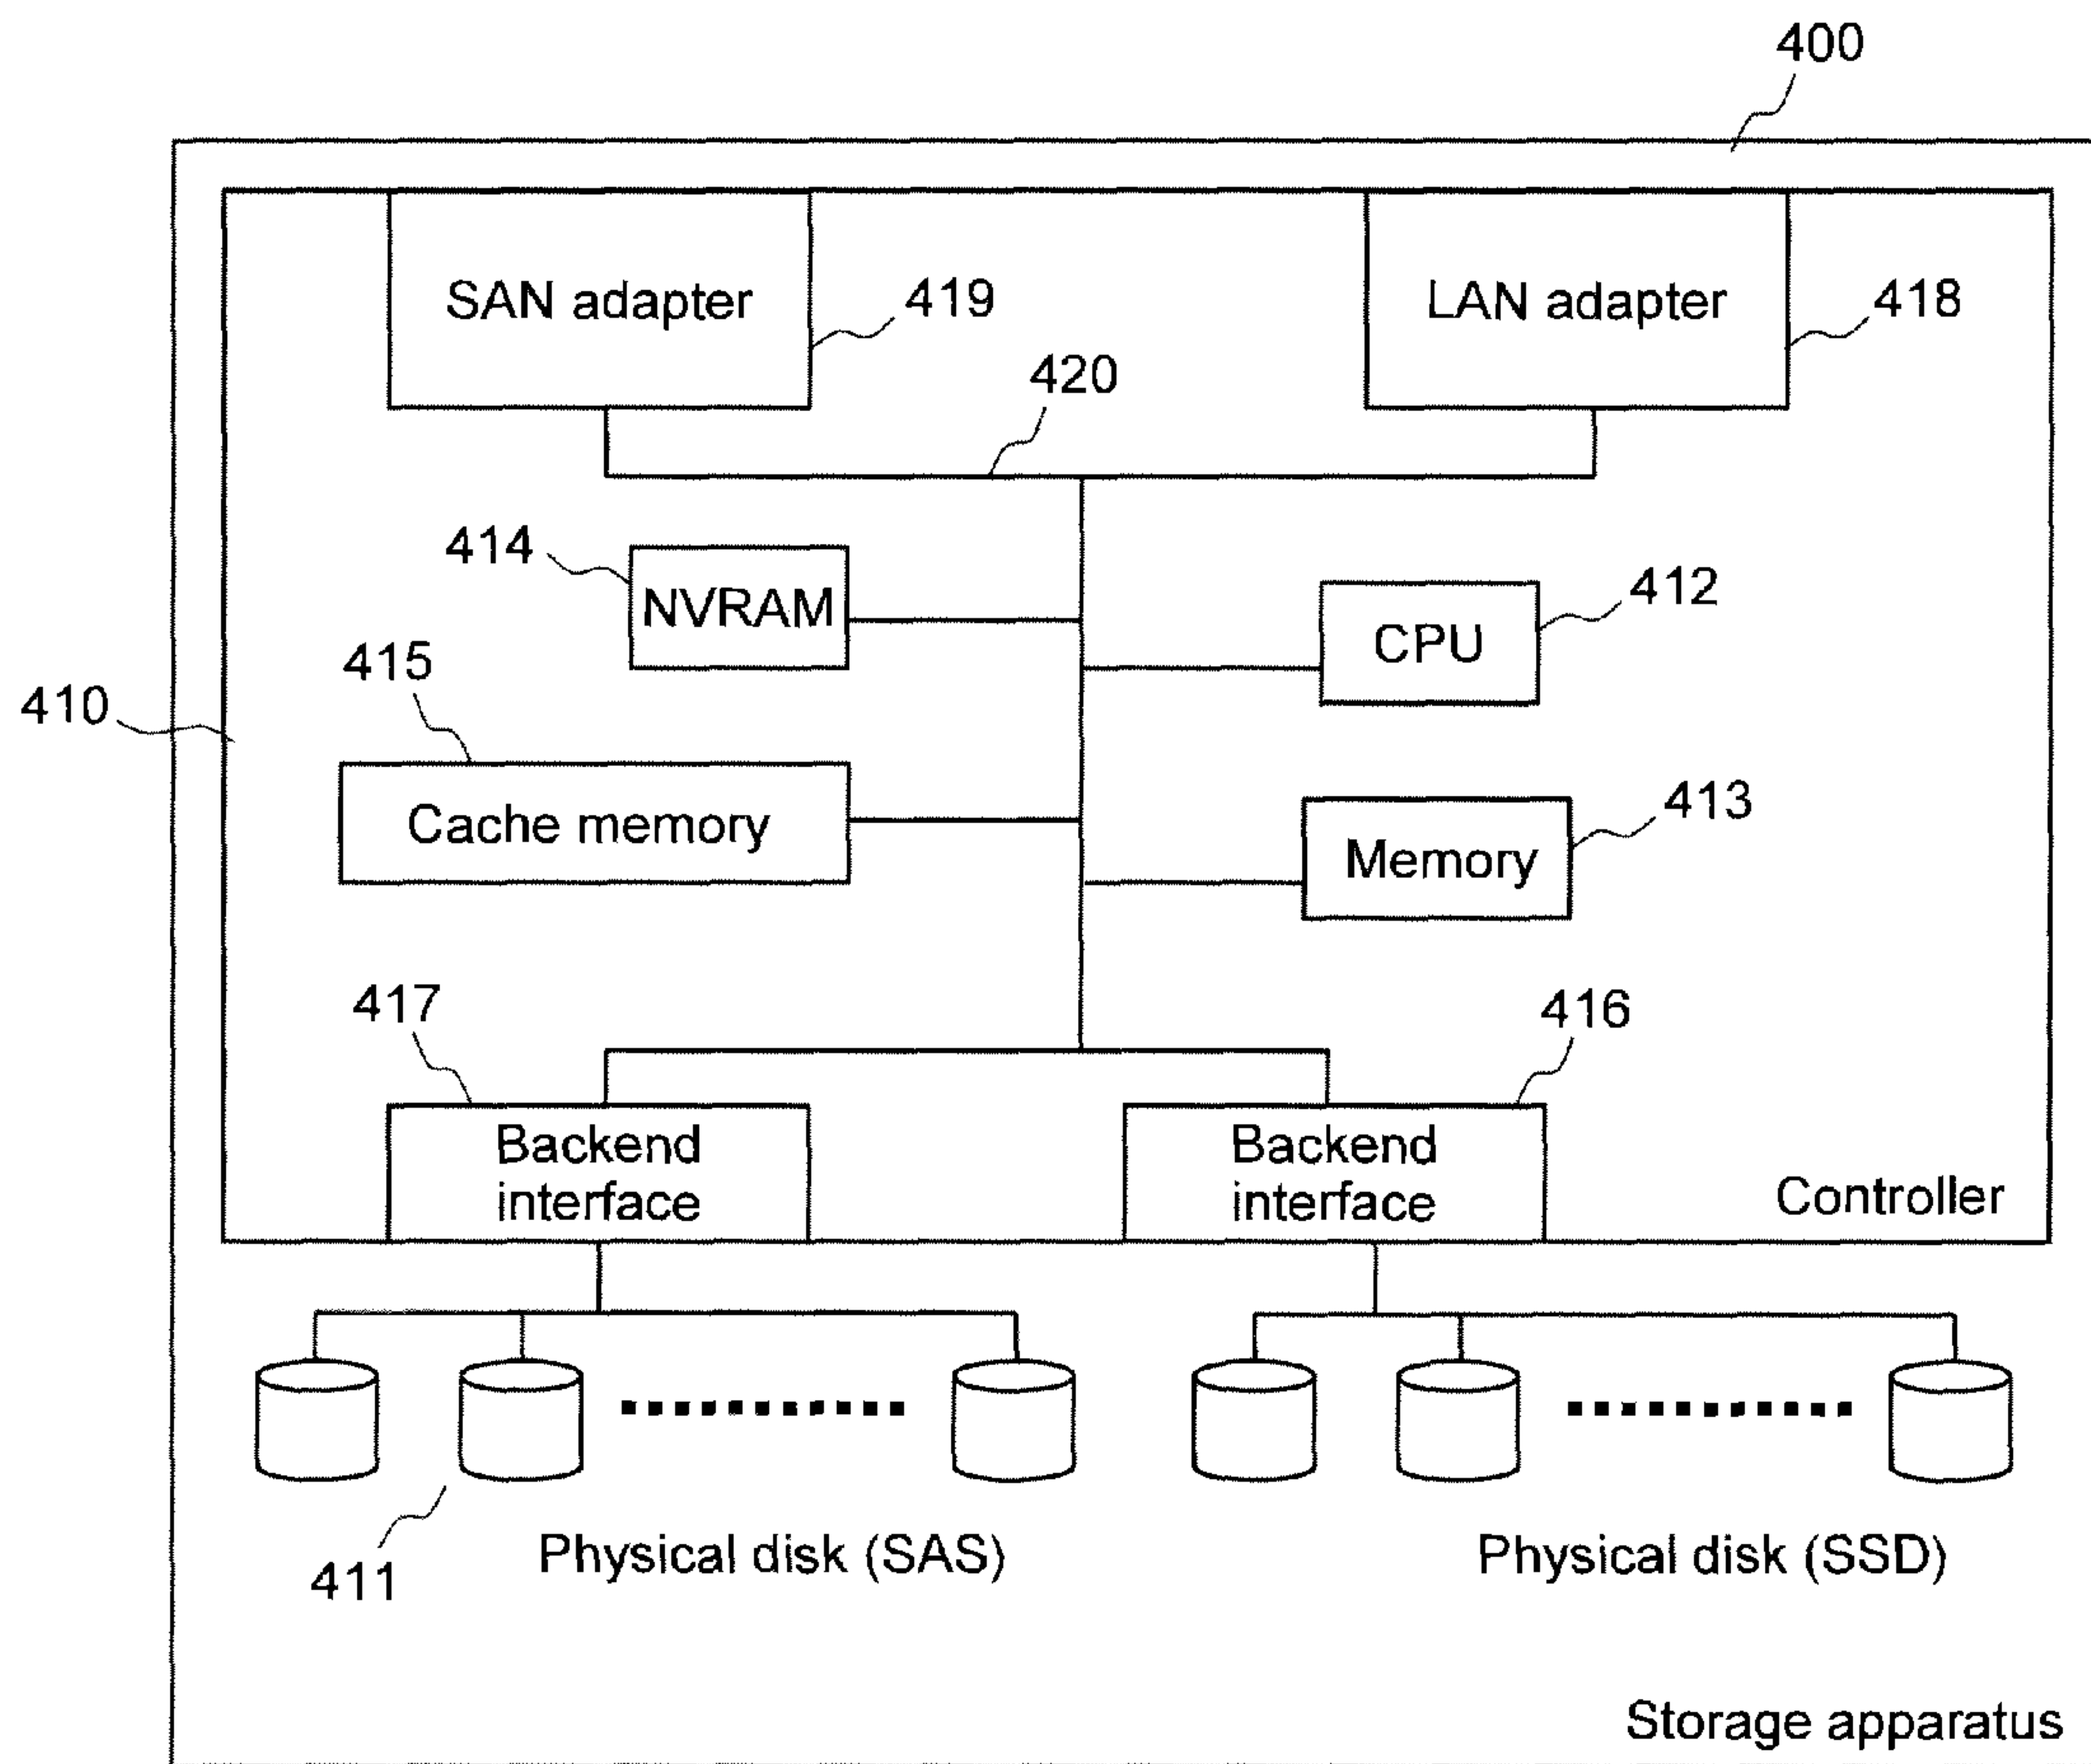 400
SAN adapter
419
LAN adapter
418
420
414
NVRAM
412
CPU
415
410
Cache memory
413
Memory
417
416
Backend
interface
Backend
interface
Controller
411
Physical disk (SAS)
Physical disk (SSD)
Storage apparatus